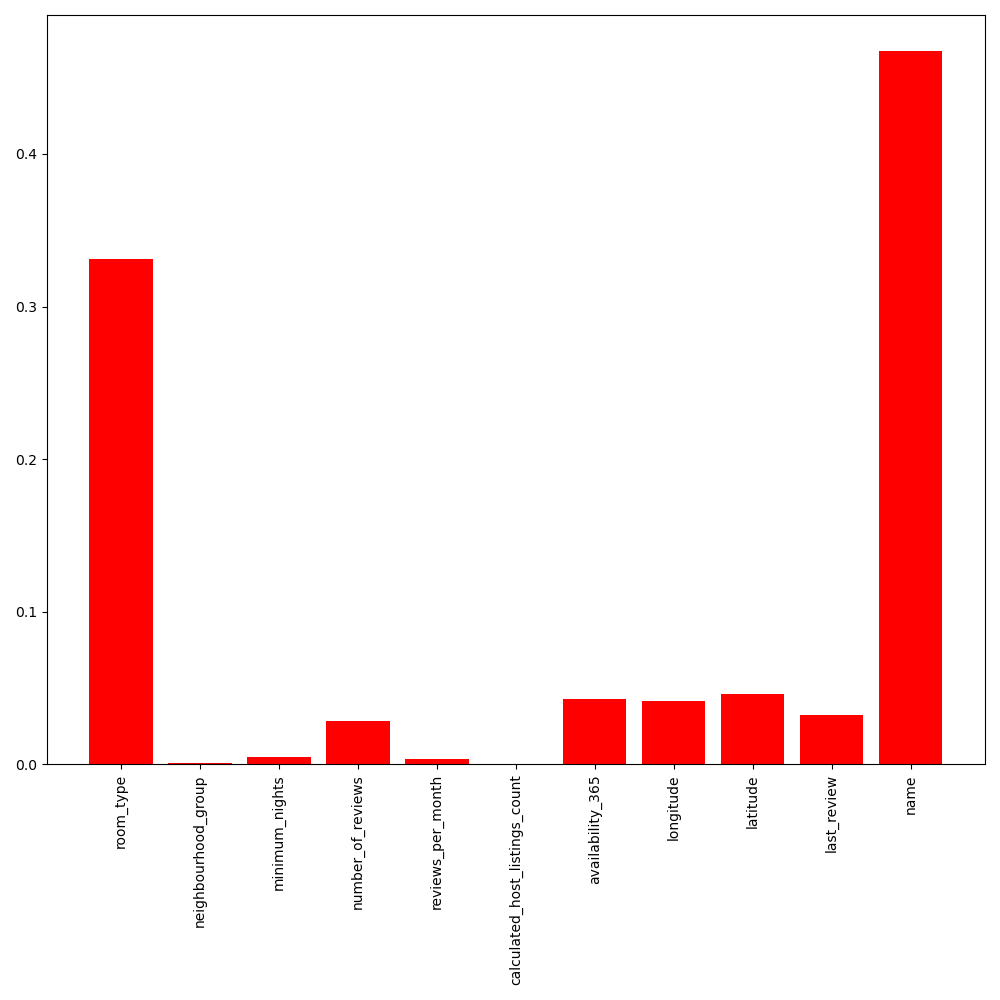 0.4
0.3
0.2
0.1
0.0
room_type
neighbourhood_group
minimum_nights
number_of_reviews
reviews_per_month
calculated_host_listings_count
availability_365
longitude
latitude
last_review
name